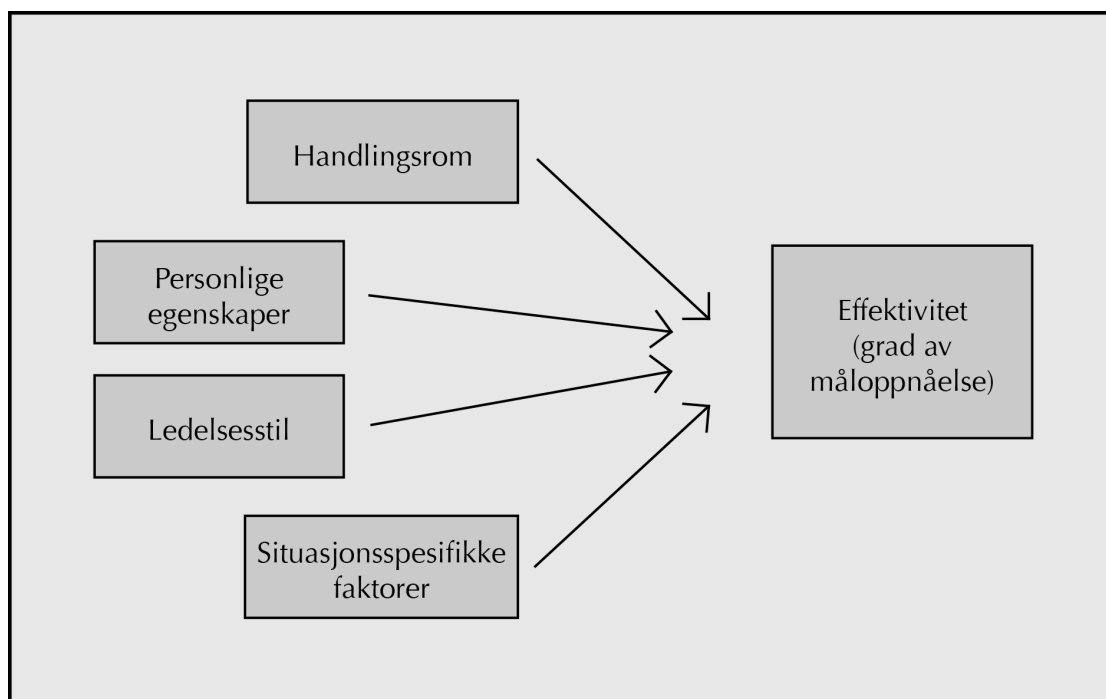 Handlingsrom
Personlige
egenskaper
Ledelsesstil
Situasjonsspesifikke
faktorer
Effektivitet
(grad av
måloppnåelse)